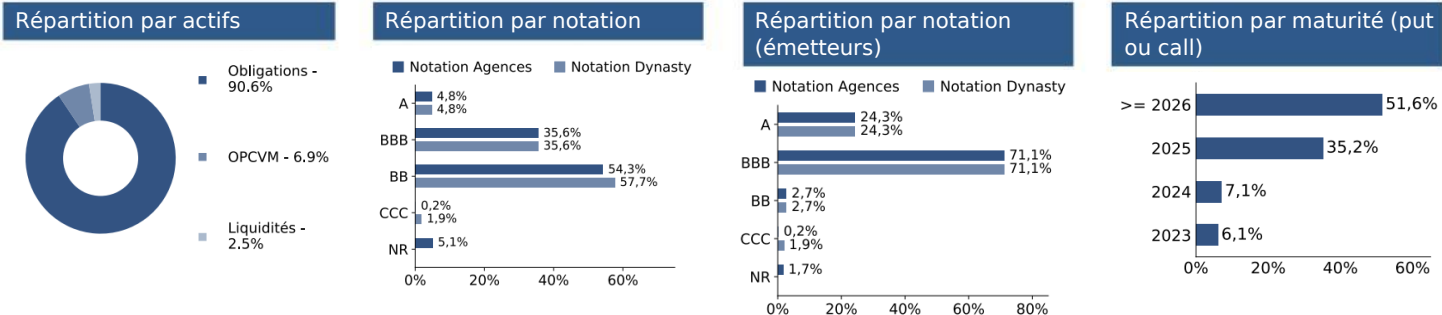 Répartition par actifs
Obligations -
90.6%
OPCVM - 6.9%
Liquidités -
2.5%
Répartition par notation
Notation Agences
Notation Dynasty
A
4,8%
4,8%
BBB
35,6%
35,6%
BB
54,3%
57,7%
CCC
0,2%
1,9%
NR
5,1%
0%
20%
40%
60%
Répartition par notation
(émetteurs)
Notation Agences
Notation Dynasty
A
24,3%
24,3%
BBB
71,1%
71,1%
BB
2,7%
2,7%
CCC
0,2%
1,9%
NR
1,7%
0%
20%
40%
60%
80%
Répartition par maturité (put
ou call)
>= 2026
51,6%
2025
35,2%
2024
7,1%
2023
6,1%
0%
20%
40%
60%